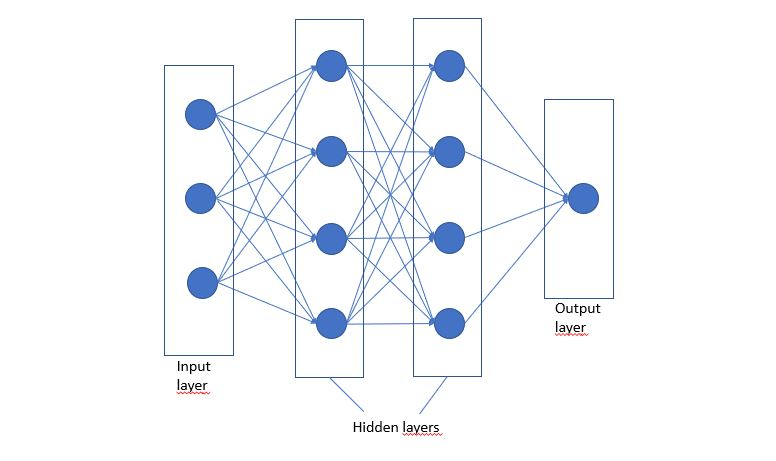 Input
layer
Hidden layers
Output
layer